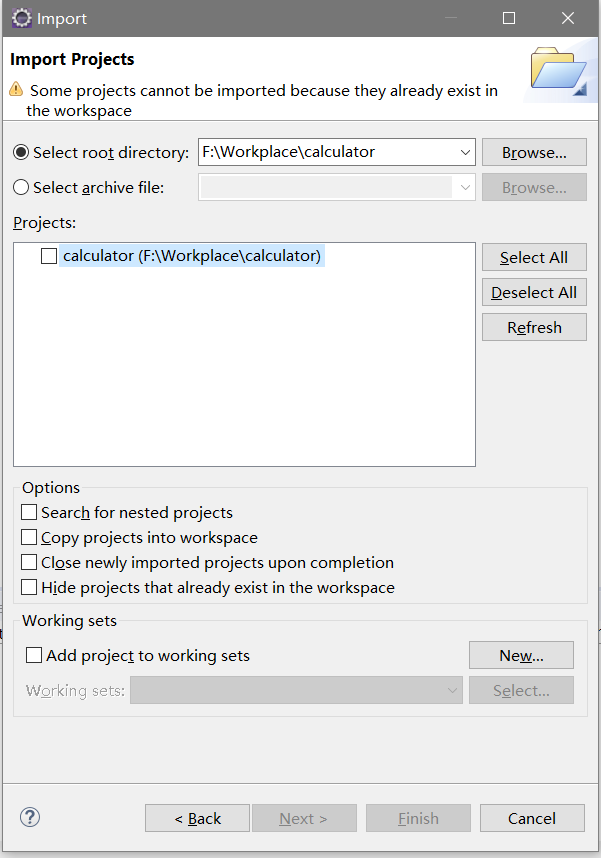 Import
Import Projects
Some projects cannot be imported because they already exist in
the workspace
Select root directory: F:\Workplace\calculator Browse...
Select archive file: Browse...
Projects:
calculator (F:\Workplace\calculator)
Select All
Deselect All
Refresh
Options
Search for nested projects
Copy projects into workspace
Close newly imported projects upon completion
Hide projects that already exist in the workspace
Working sets
Add project to working sets New...
Working sets: Select...
? < Back Next > Finish Cancel